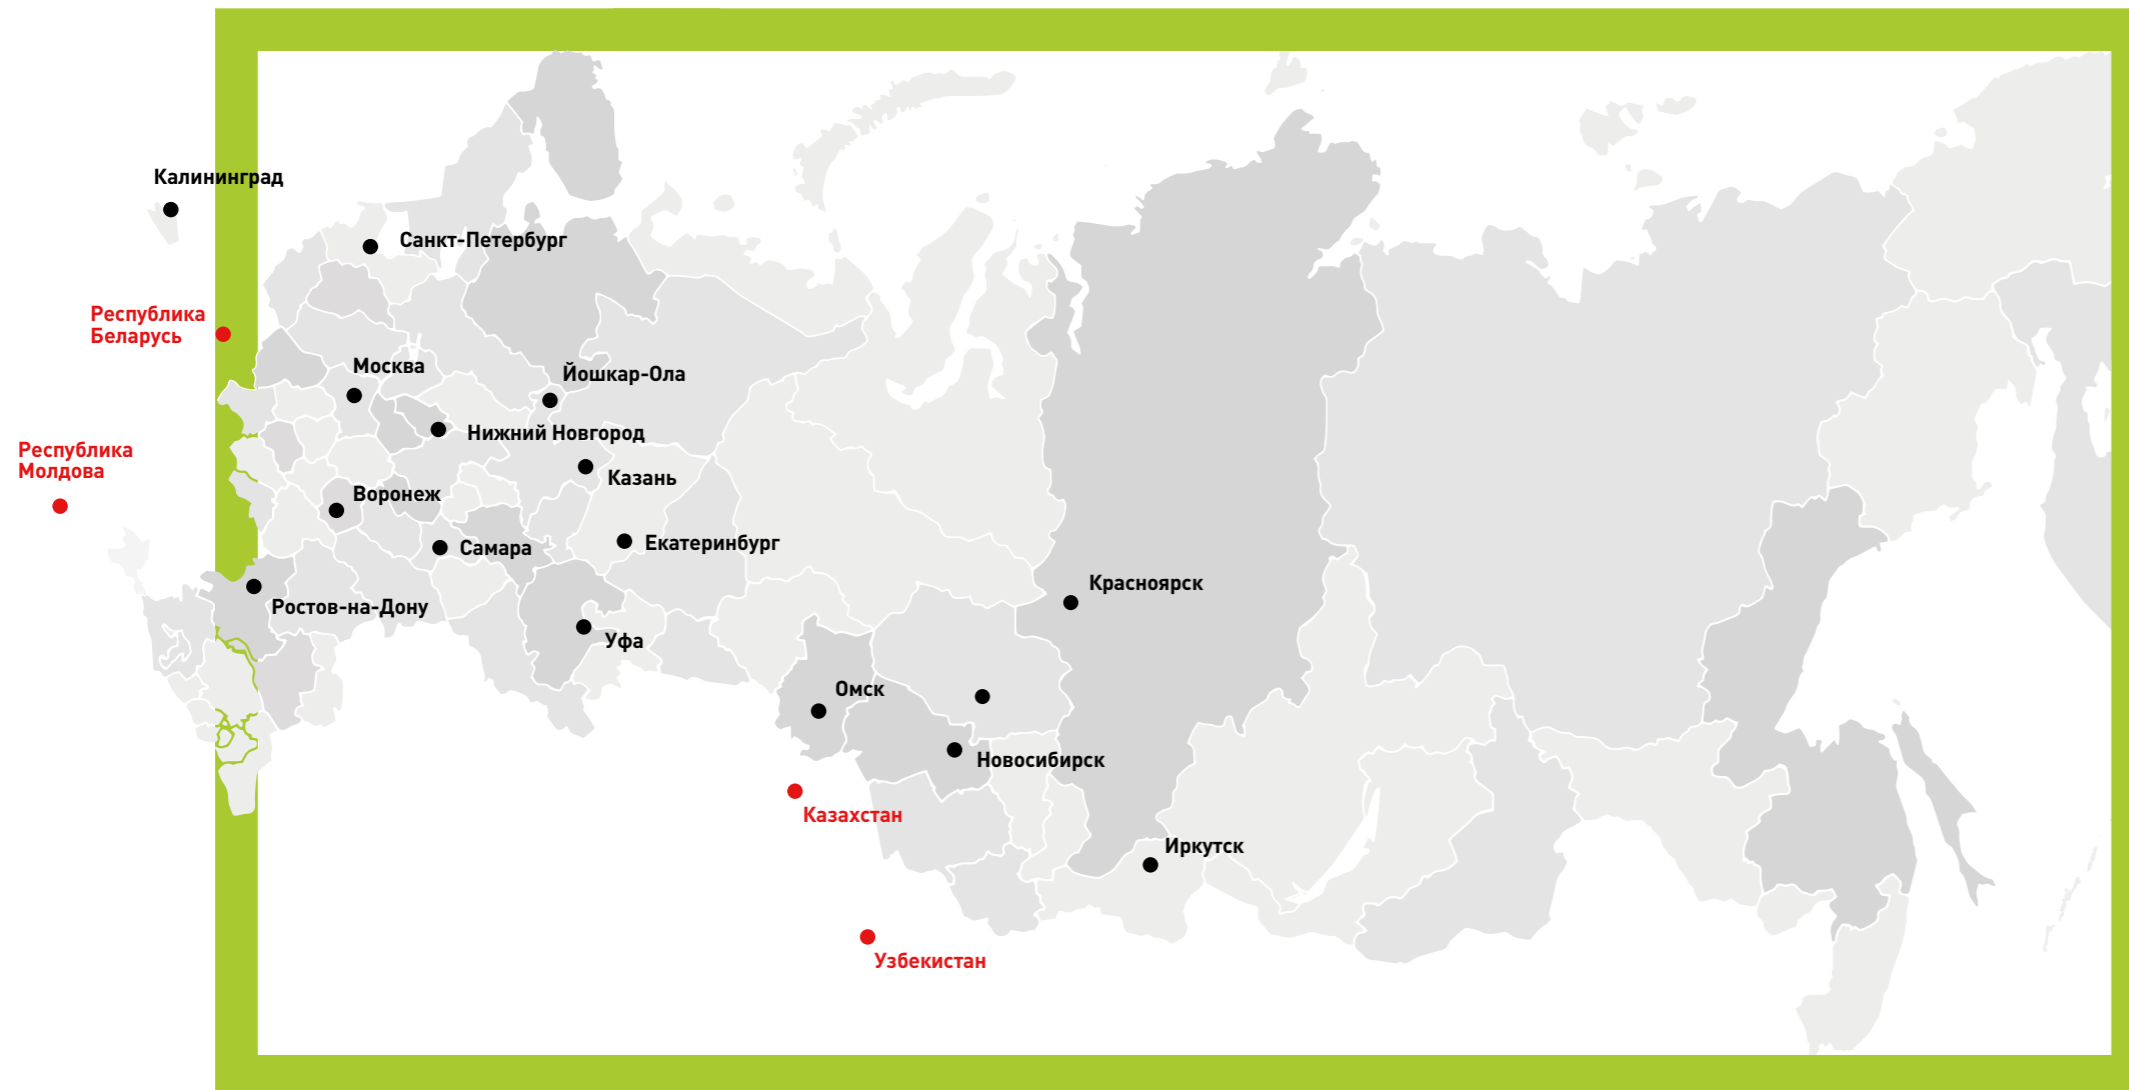 Калининград
Санкт-Петербург
Республика
Беларусь
Москва
Йошкар-Ола
Нижний Новгород
Республика
Молдова
Казань
Воронеж
Екатеринбург
Самара
Красноярск
Ростов-на-Дону
Уфа
Омск
Новосибирск
Казахстан
Иркутск
Узбекистан